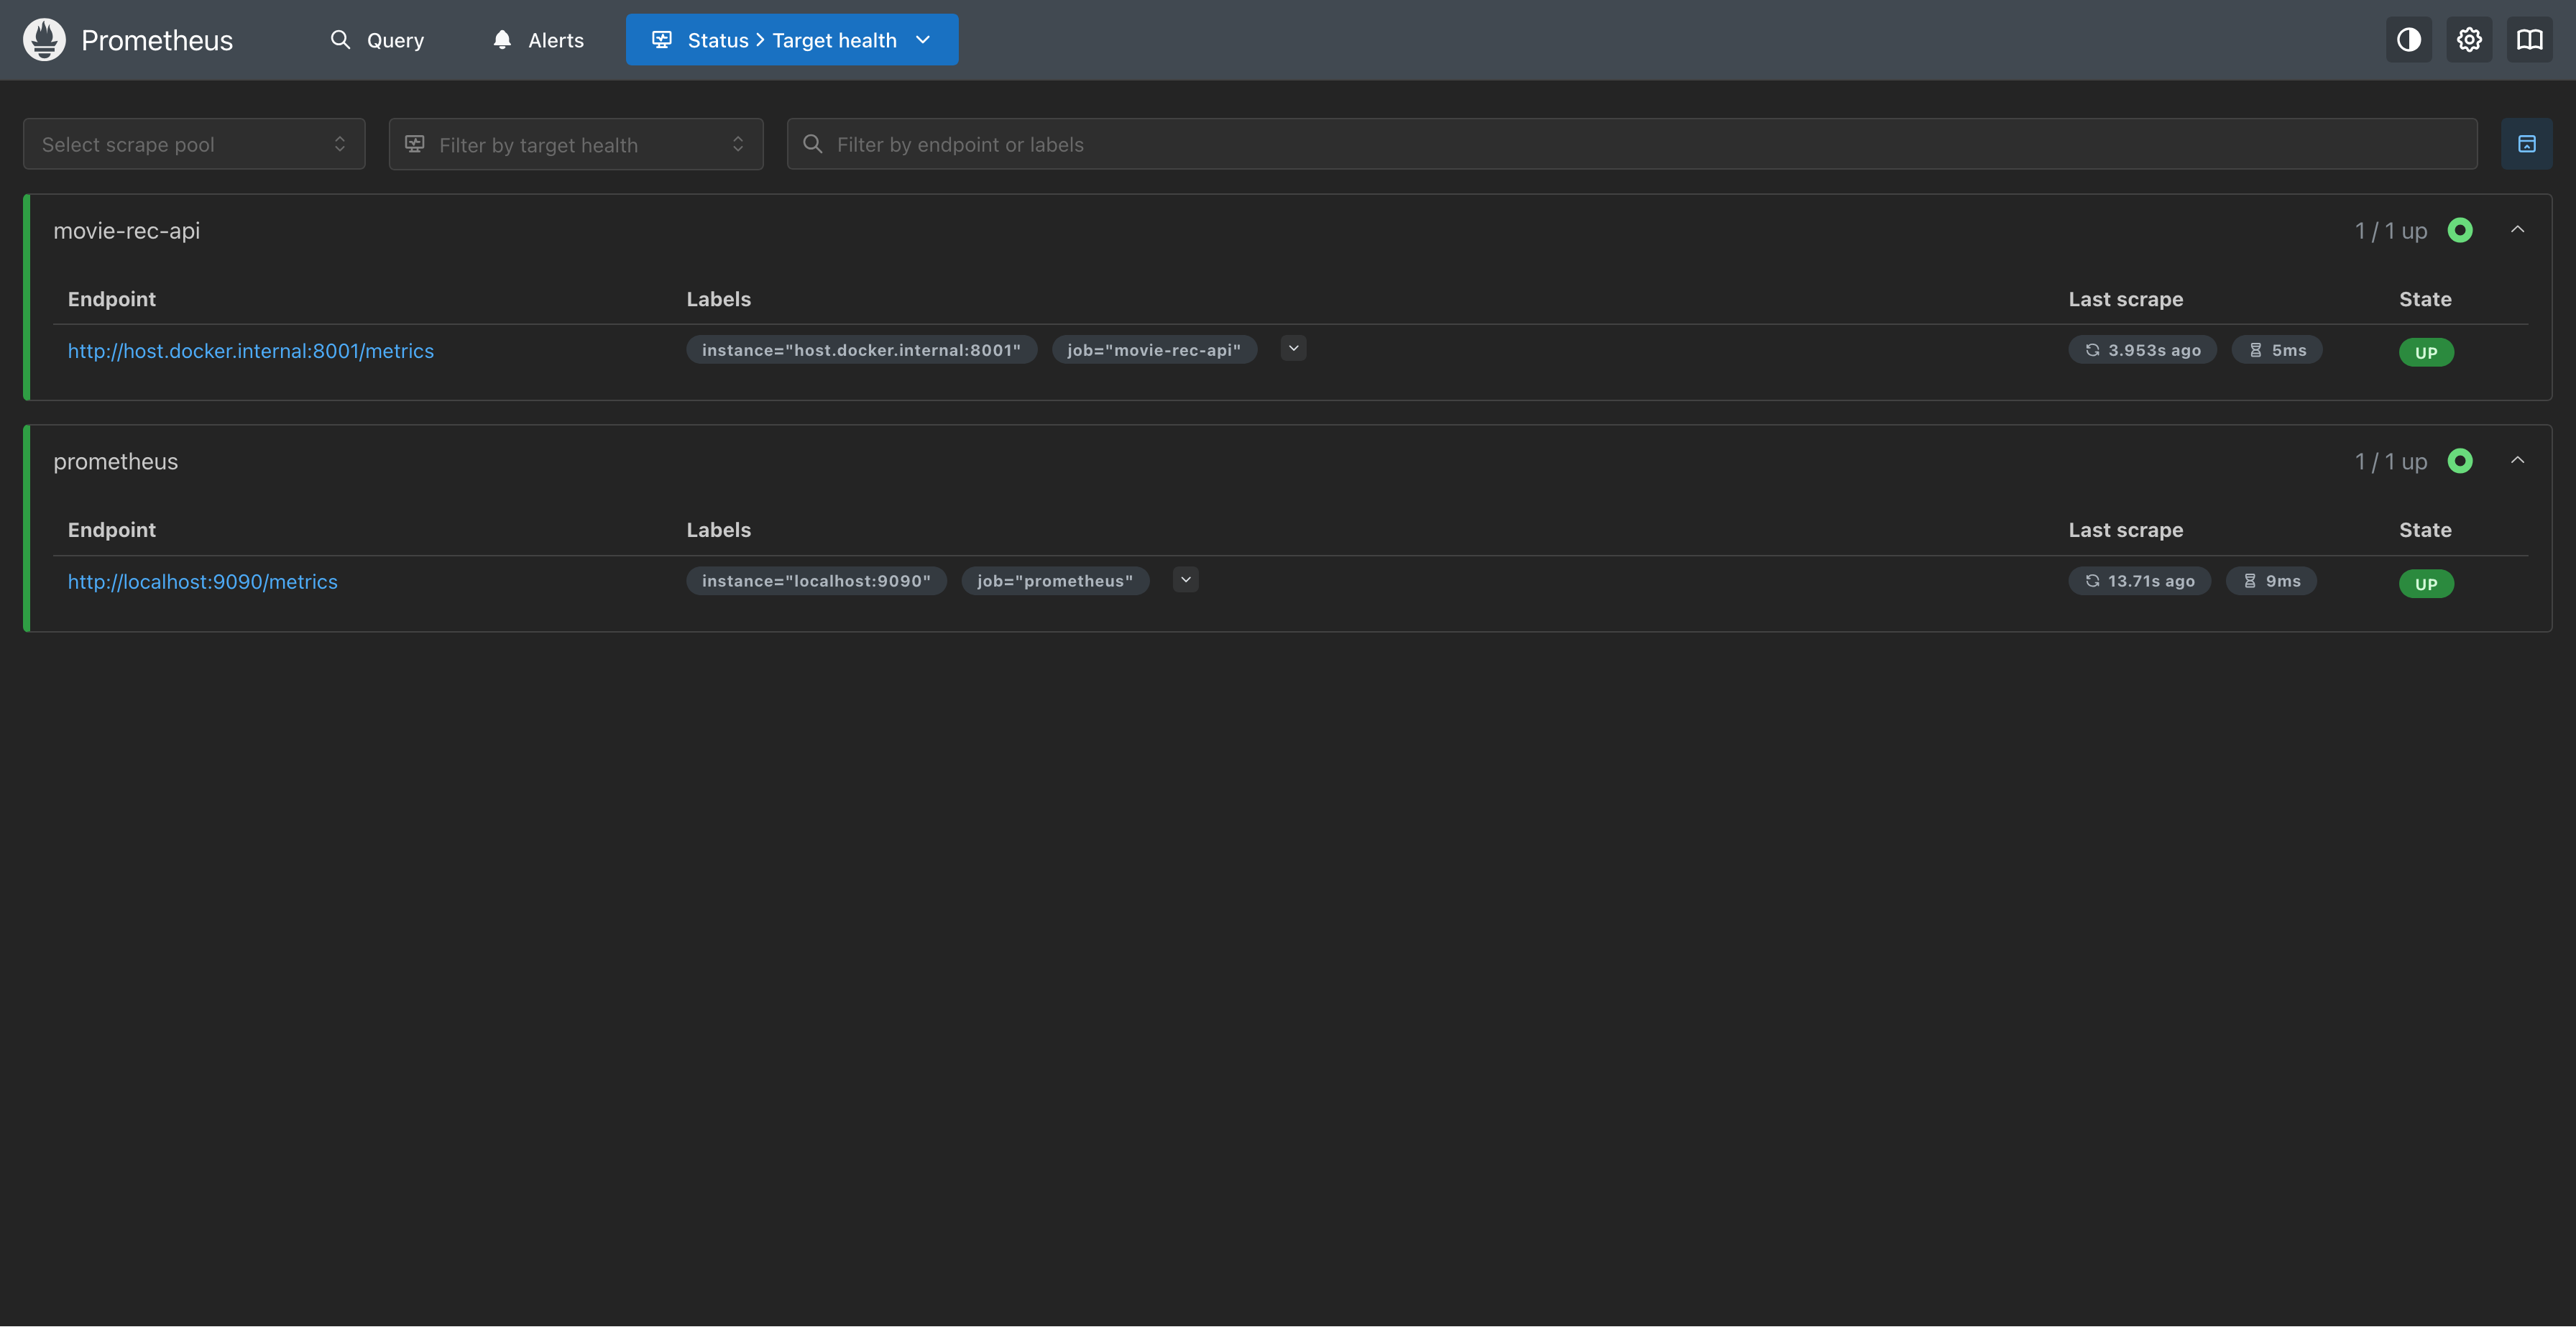 Prometheus Query Alerts Status > Target health
Select scrape pool Filter by target health Filter by endpoint or labels
movie-rec-api 1 / 1 up
Endpoint Labels Last scrape State
http://host.docker.internal:8001/metrics instance="host.docker.internal:8001" job="movie-rec-api" 3.953s ago 5ms UP
prometheus 1 / 1 up
Endpoint Labels Last scrape State
http://localhost:9090/metrics instance="localhost:9090" job="prometheus" 13.71s ago 9ms UP